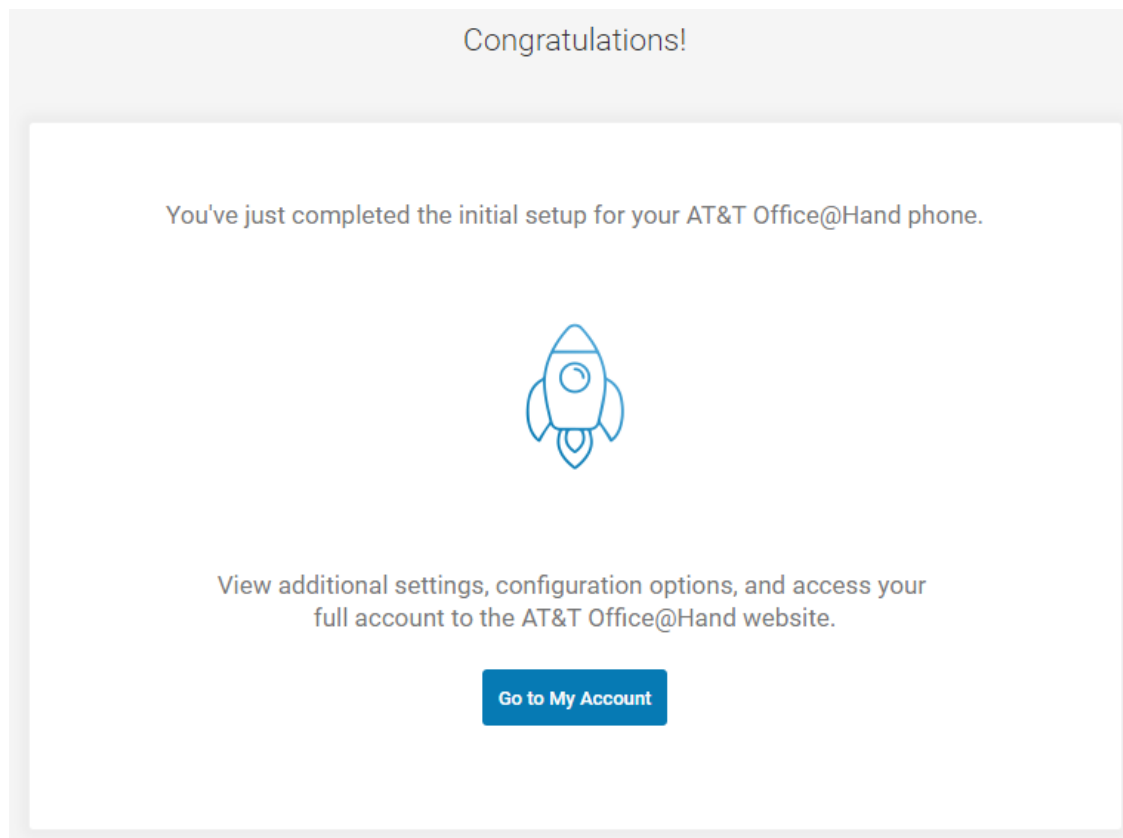 Congratulations!
You've just completed the initial setup for your AT&T Office@Hand phone.
View additional settings, configuration options, and access your
full account to the AT&T Office@Hand website.
Go to My Account